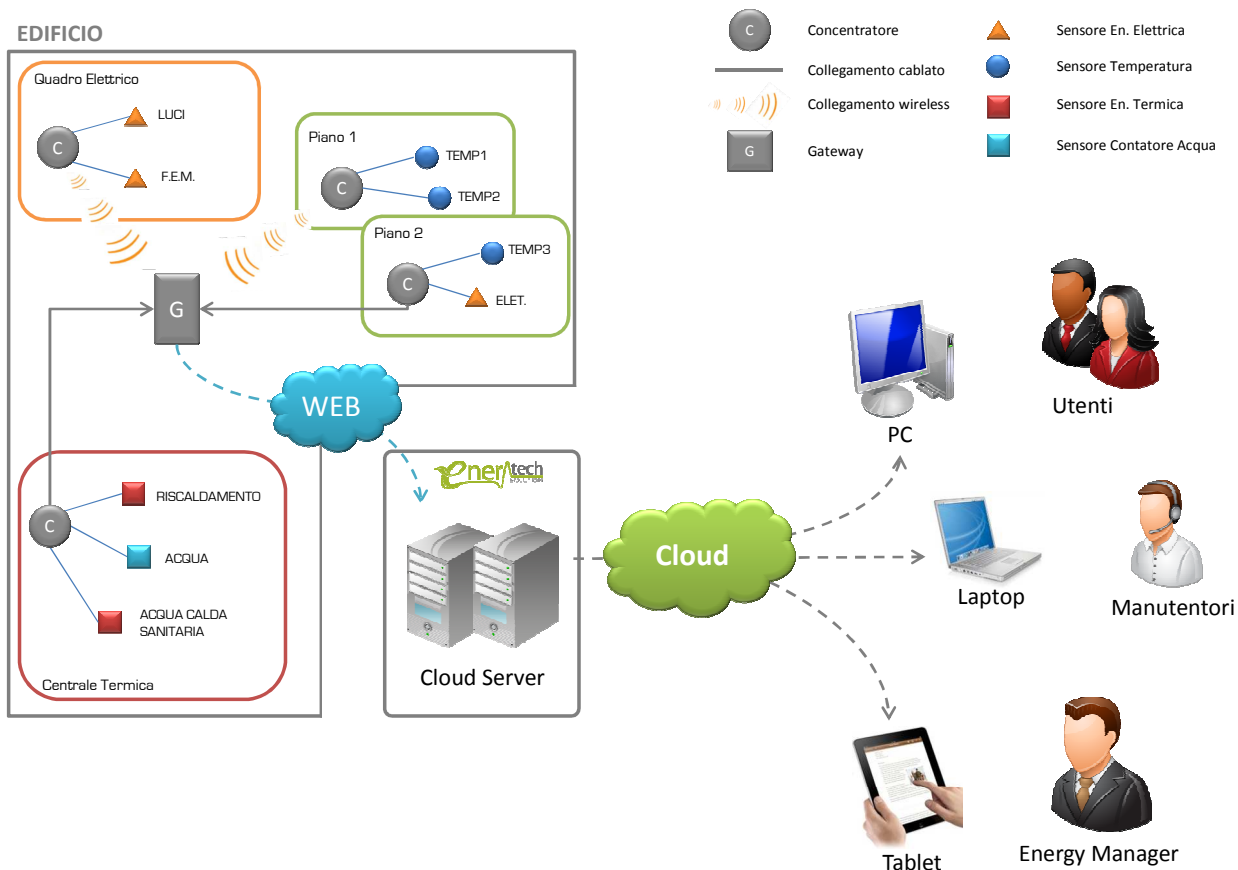 EDIFICIO
Quadro Elettrico
C
LUCI
F.E.M.
Piano 1
C
TEMP1
TEMP2
Piano 2
C
TEMP3
ELET.
G
WEB
C
RISCALDAMENTO
ACQUA
ACQUA CALDA
SANITARIA
Centrale Termica
enertech
Cloud Server
Cloud
C
Concentratore
Collegamento cablato
Collegamento wireless
G
Gateway
Sensore En. Elettrica
Sensore Temperatura
Sensore En. Termica
Sensore Contatore Acqua
PC
Utenti
Laptop
Manutentori
Tablet
Energy Manager